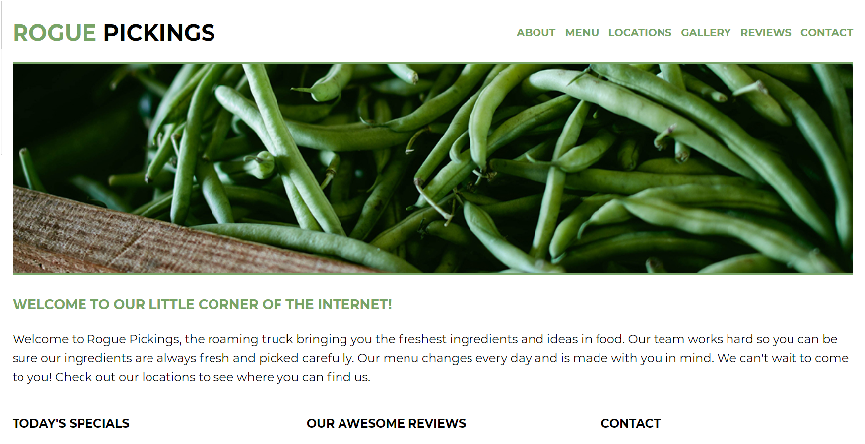 ROGUE PICKINGS
ABOUT MENU LOCATIONS GALLERY REVIEWS CONTACT
WELCOME TO OUR LITTLE CORNER OF THE INTERNET!
Welcome to Rogue Pickings, the roaming truck bringing you the freshest ingredients and ideas in food. Our team works hard so you can be
sure our ingredients are always fresh and picked carefully. Our menu changes every day and is made with you in mind. We can't wait to come
to you! Check out our locations to see where you can find us.
TODAY'S SPECIALS
OUR AWESOME REVIEWS
CONTACT